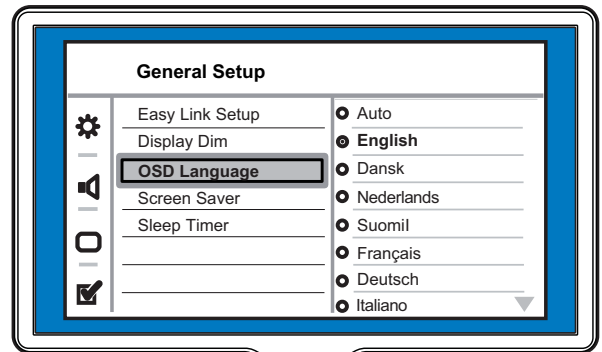 General Setup
Easy Link Setup
Display Dim
OSD Language
Screen Saver
Sleep Timer
Auto
English
Dansk
Nederlands
Suomil
Français
Deutsch
Italiano